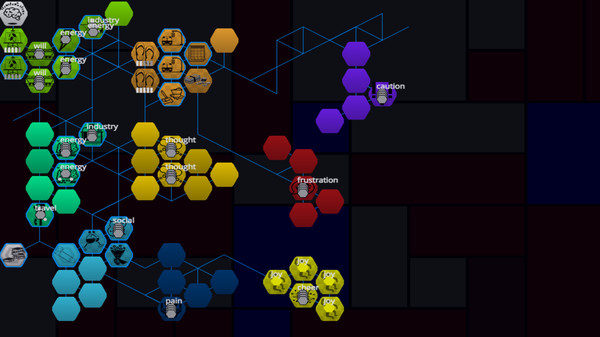 industry
energy
energy
will
energy
will
caution
industry
energy
thought
energy
thought
frustration
travel
social
joy
joy
cheer
joy
pain